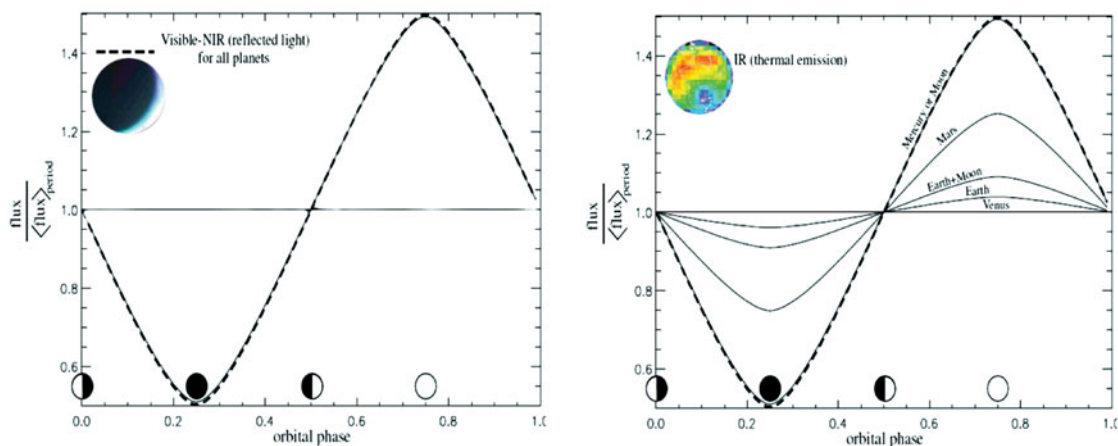 Visible-NIR (reflected light)
for all planets
1.4
1.2
1.0
0.8
0.6
flux
<flux>period
0.0
0.2
0.4
0.6
0.8
1.0
orbital phase
IR (thermal emission)
Mercury or Moon
Mars
Earth+Moon
Earth
Venus
1.4
1.2
1.0
0.8
0.6
flux
<flux>period
0.0
0.2
0.4
0.6
0.8
1.0
orbital phase